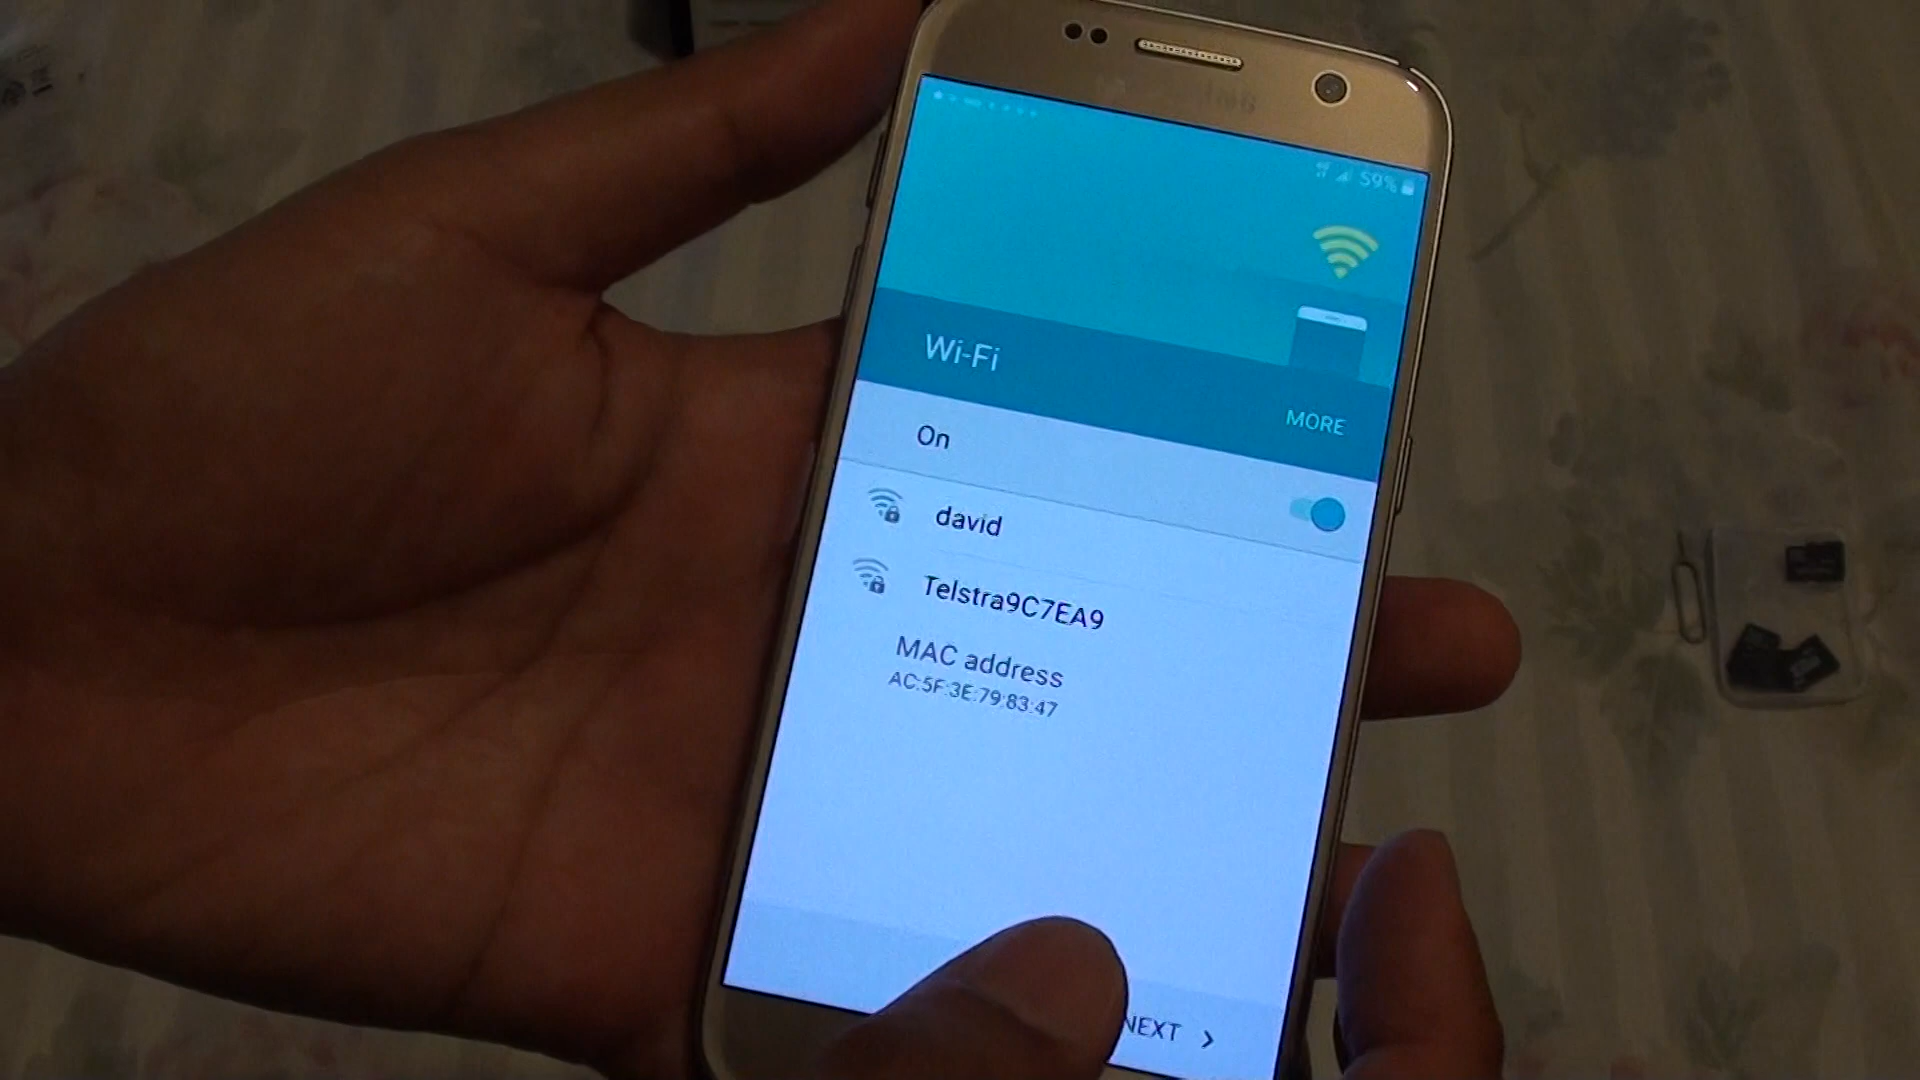 59%
Wi-Fi
MORE
On
david
Telstra9C7EA9
MAC address
AC:5F:3E:79:83:47
NEXT